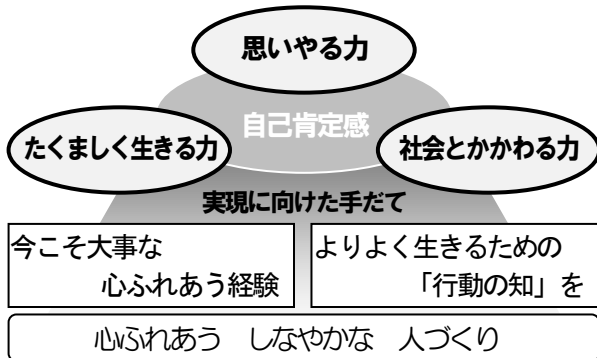 思いやる力
自己肯定感
たくましく生きる力
社会とかかわる力
実現に向けた手だて
今こそ大事な
心ふれあう経験
よりよく生きるための
「行動の知」を
心ふれあう　しなやかな　人づくり